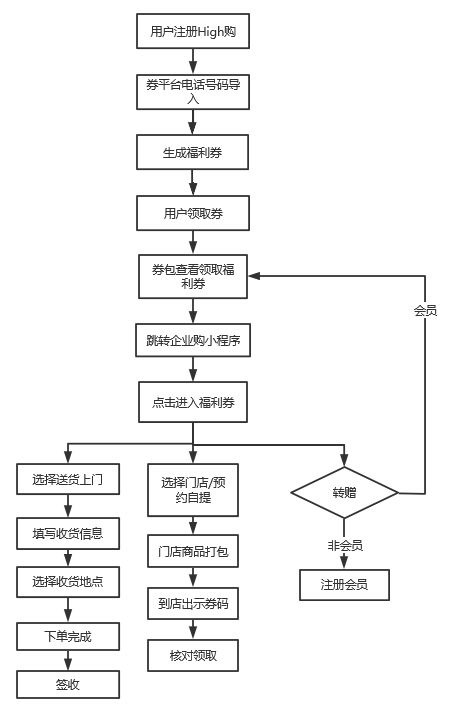 用户注册High购
券平台电话号码导
入
生成福利券
用户领取券
券包查看领取福
利券
会员
跳转企业购小程序
点击进入福利券
选择送货上门
填写收货信息
选择收货地点
下单完成
签收
选择门店/预
约自提
门店商品打包
到店出示券码
核对领取
转赠
非会员
注册会员